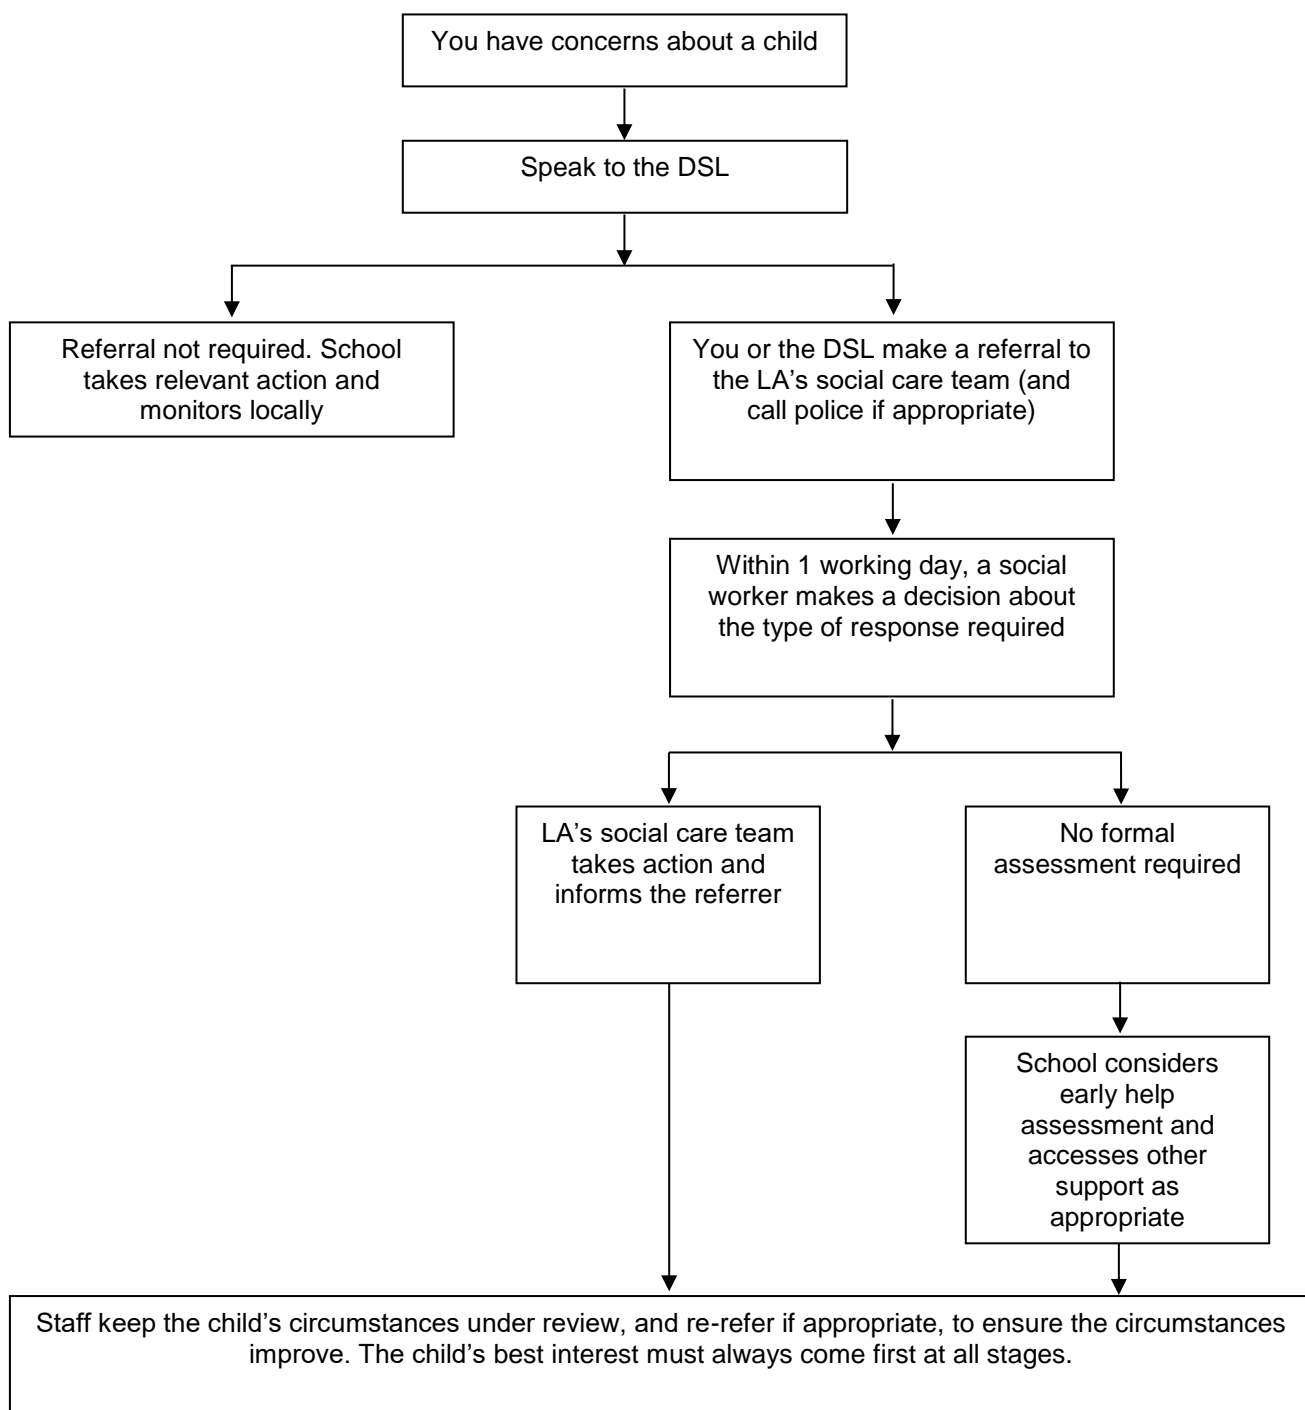 You have concerns about a child
Speak to the DSL
Referral not required. School
takes relevant action and
monitors locally
You or the DSL make a referral to
the LA’s social care team (and
call police if appropriate)
Within 1 working day, a social
worker makes a decision about
the type of response required
LA’s social care team
takes action and
informs the referrer
No formal
assessment required
School considers
early help
assessment and
accesses other
support as
appropriate
Staff keep the child’s circumstances under review, and re-refer if appropriate, to ensure the circumstances
improve. The child’s best interest must always come first at all stages.